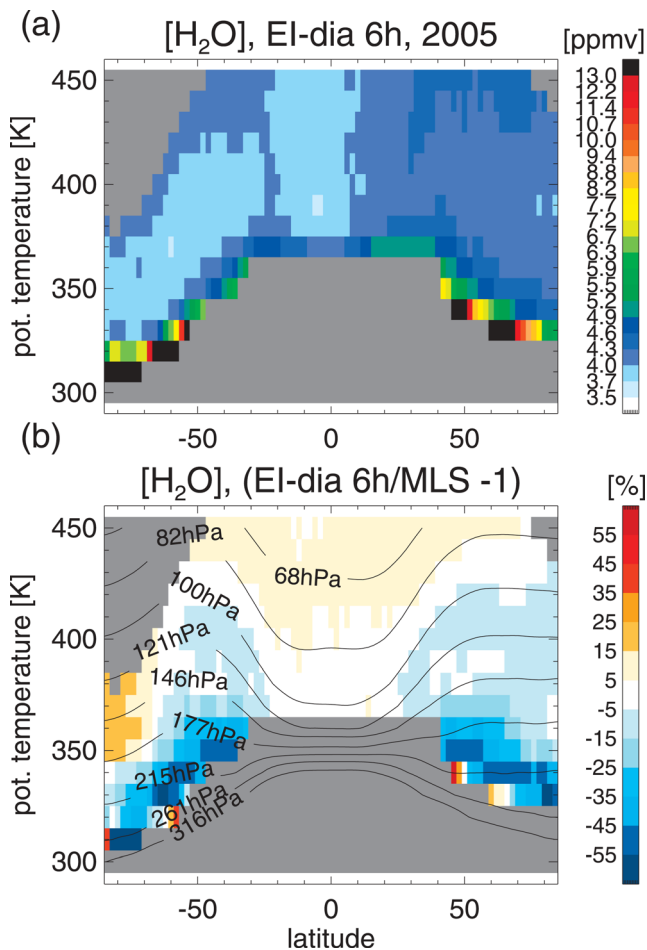 (a)
[H₂O], EI-dia 6h, 2005
[ppmv]
450
400
350
300
pot. temperature [K]
-50
0
50
13.0
12.2
11.4
10.7
10.0
9.4
8.8
8.2
7.7
7.2
6.7
6.3
5.9
5.5
5.2
4.9
4.6
4.3
4.0
3.7
3.5
(b)
[H₂O], (EI-dia 6h/MLS -1)
[%]
450
400
350
300
pot. temperature [K]
82hPa
68hPa
100hPa
121hPa
146hPa
177hPa
215hPa
261hPa
316hPa
-50
0
50
latitude
55
45
35
25
15
5
-5
-15
-25
-35
-45
-55